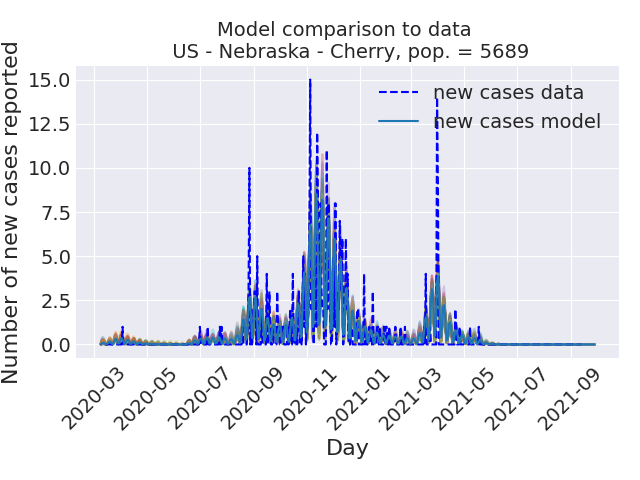 Model comparison to data
US - Nebraska - Cherry, pop. = 5689
Number of new cases reported
15.0
12.5
10.0
7.5
5.0
2.5
0.0
new cases data
new cases model
2020-03
2020-05
2020-07
2020-09
2020-11
2021-01
2021-03
2021-05
2021-07
2021-09
Day